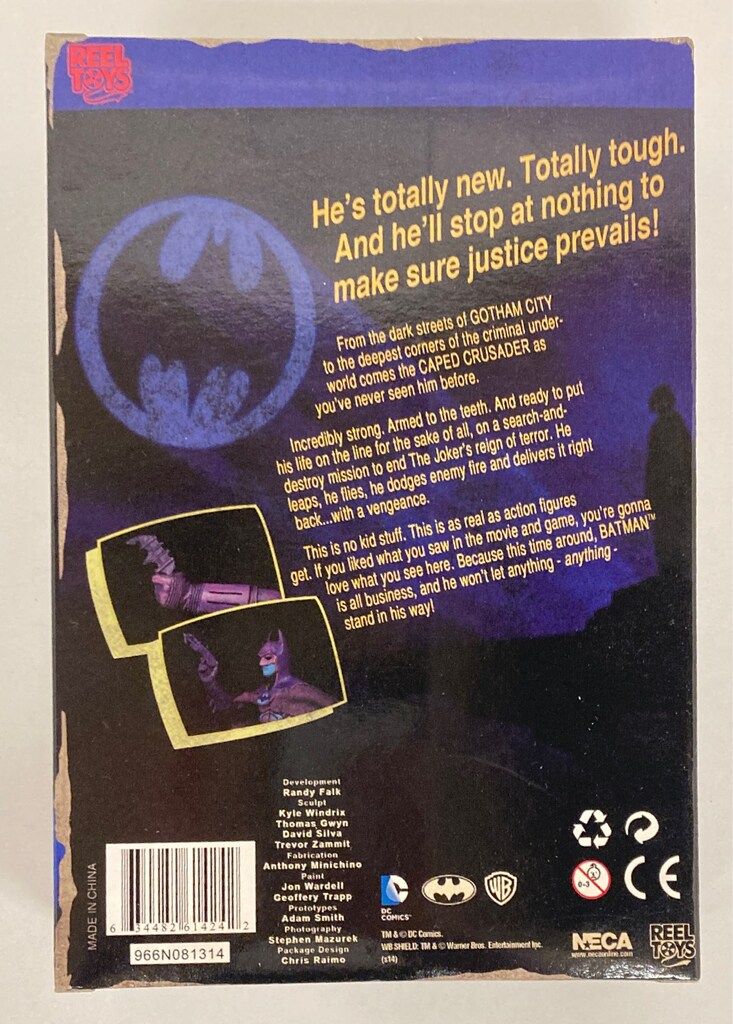 REEL
TOYS
He's totally new. Totally tough.
And he'll stop at nothing to
make sure justice prevails!
From the dark streets of GOTHAM CITY
to the deepest corners of the criminal under-
world comes the CAPED CRUSADER as
you've never seen him before.
Incredibly strong. Armed to the teeth. And ready to put
his life on the line for the sake of all, on a search-and-
destroy mission to end The Joker's reign of terror. He
leaps, he flies, he dodges enemy fire and delivers it right
back...with a vengeance.
This is no kid stuff. This is as real as action figures
get. If you liked what you saw in the movie and game, you're gonna
love what you see here. Because this time around, BATMAN™
is all business, and he won't let anything - anything -
stand in his way!
Development
Randy Falk
Sculpt
Kyle Windrix
Thomas Gwyn
David Silva
Trevor Zammit
Fabrication
Anthony Minichino
Paint
Jon Wardell
Geoffery Trapp
Prototypes
Adam Smith
Photography
Stephen Mazurek
Package Design
Chris Raimo
MADE IN CHINA
6 34482 61424 2
966N081314
DC
COMICS™
WB
TM & © DC Comics.
WB SHIELD: TM & © Warner Bros. Entertainment Inc.
(s14)
0-3
CE
NECA
www.necaonline.com
REEL
TOYS